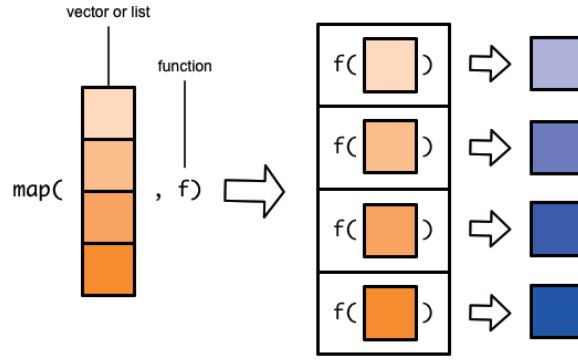 vector or list
function
map( , f)
f( )
f( )
f( )
f( )